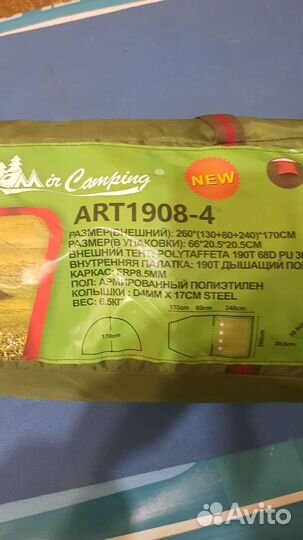 Mir Camping ®
NEW
ART1908-4
РАЗМЕР(ВНЕШНИЙ): 260*(130+80+240)*170CM
РАЗМЕР(В УПАКОВКИ): 66*20.5*20.5CM
ВНЕШНИЙ ТЕНТ: POLYTAFFETA 190T 68D PU
ВНУТРЕННЯЯ ПАЛАТКА: 190T ДЫШАЩИЙ
КАРКАС: FRP8.5MM
ПОЛ: АРМИРОВАННЫЙ ПОЛИЭТИЛЕН
КОЛЫШКИ: D4MM X 17CM STEEL
ВЕС: 6.5КГ
130cm 80cm 240cm
170cm
260cm
Avito